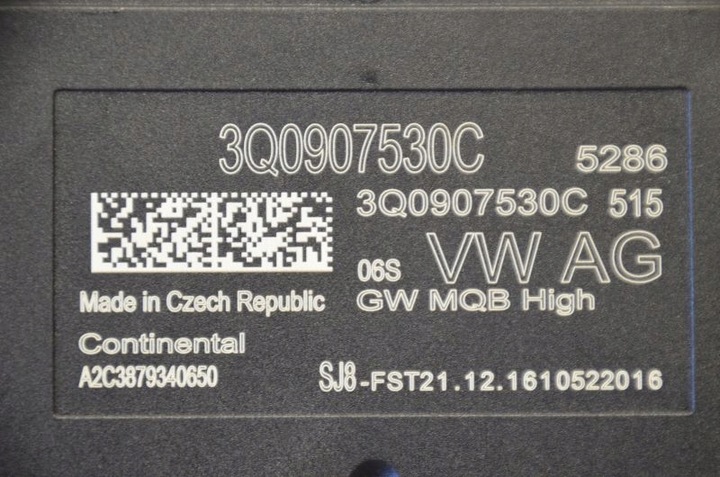 3Q0907530C
5286
3Q0907530C 515
06S VW AG
Made in Czech Republic
GW MQB High
Continental
A2C3879340650
SJ8-FST21.12.1610522016